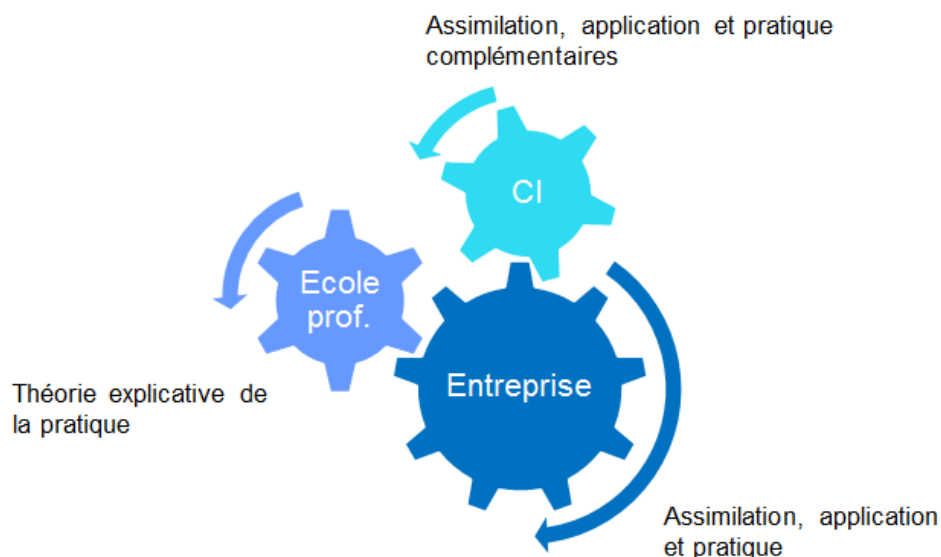 Assimilation, application et pratique
complémentaires
CI
Ecole
prof.
Entreprise
Théorie explicative de
la pratique
Assimilation, application
et pratique